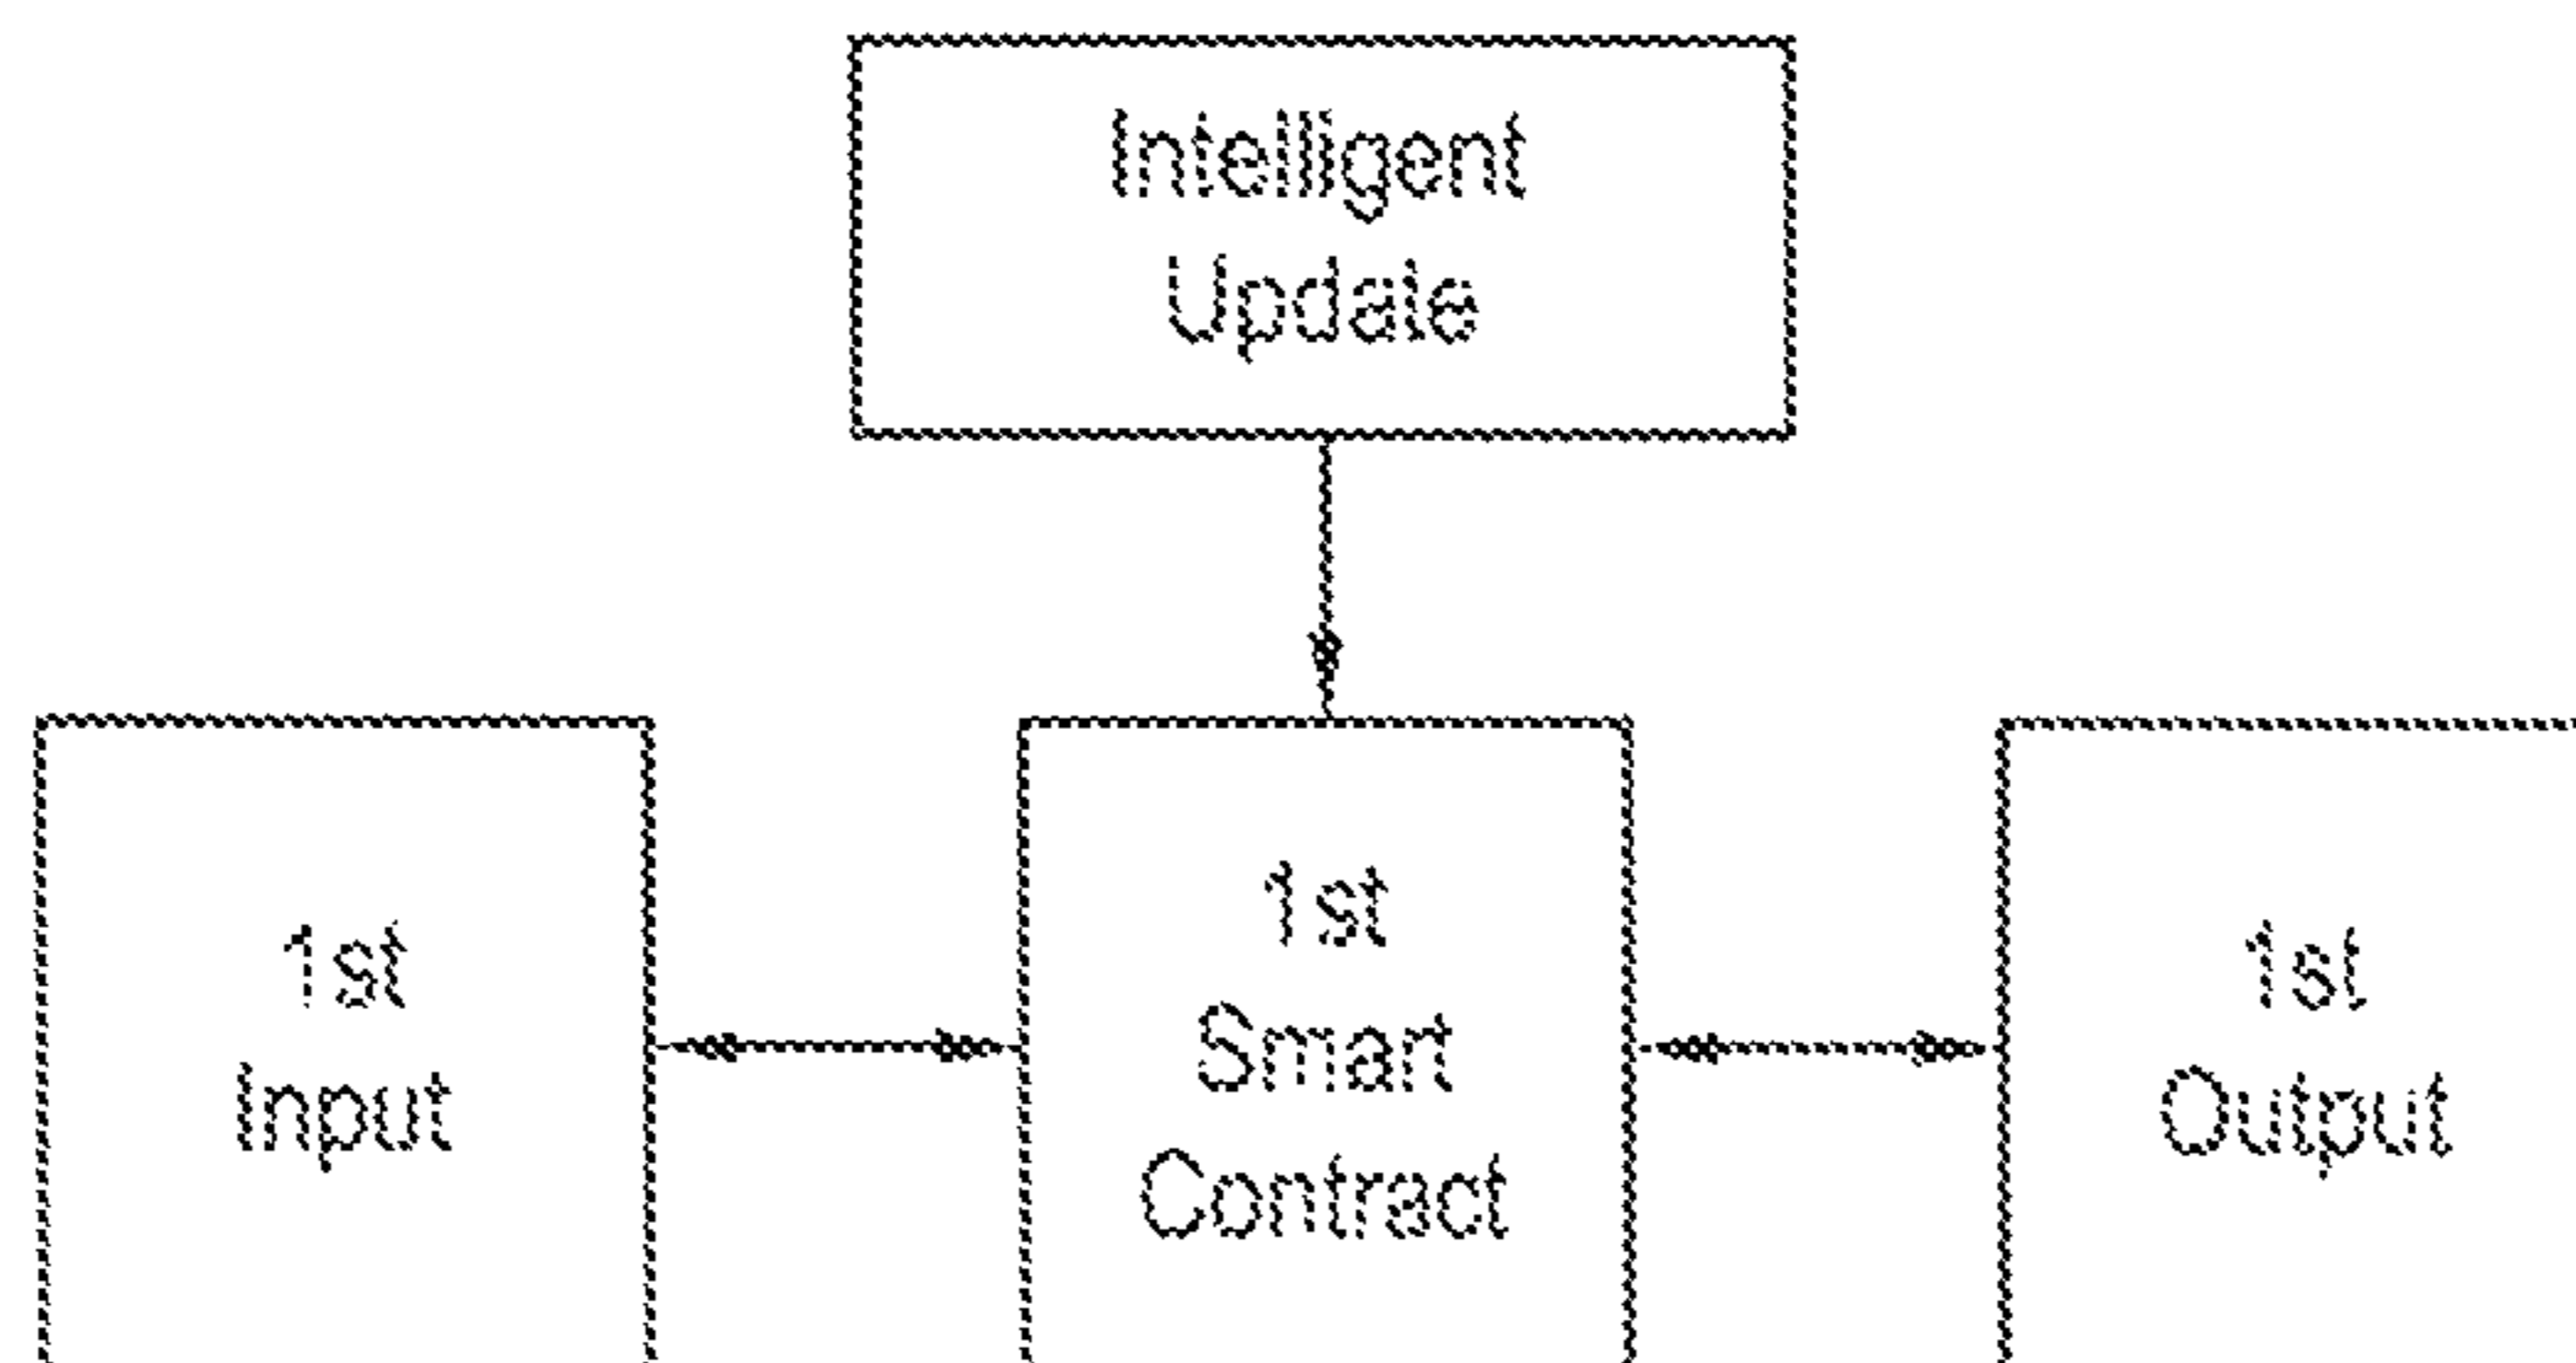 Intelligent
Update
1st
Input
1st
Smart
Contract
1st
Output